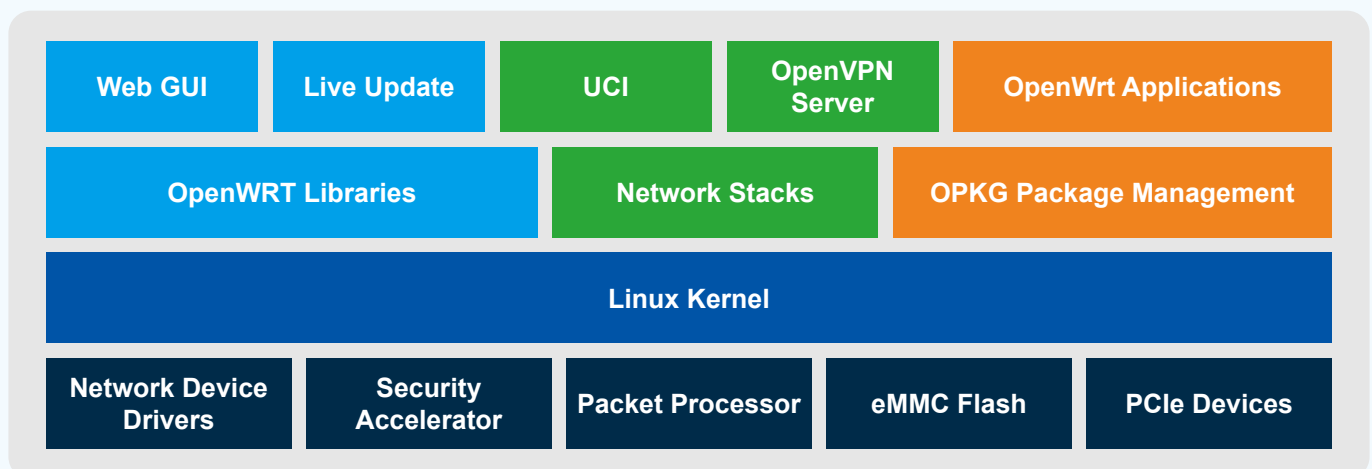 Web GUI
Live Update
UCI
OpenVPN
Server
OpenWrt Applications
OpenWRT Libraries
Network Stacks
OPKG Package Management
Linux Kernel
Network Device
Drivers
Security
Accelerator
Packet Processor
eMMC Flash
PCIe Devices